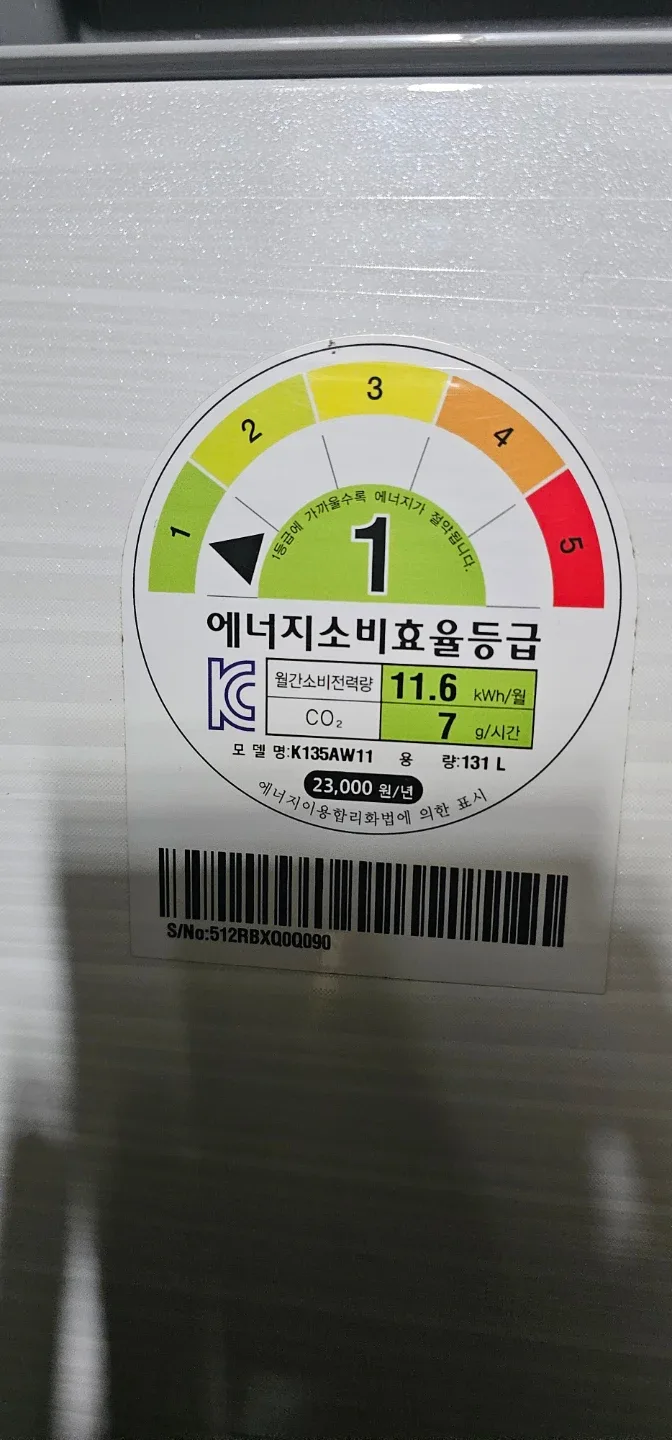 1 2 3 4 5
1등급에 가까울수록 에너지가 절약됩니다.
1
에너지소비효율등급
KC
월간소비전력량 11.6 kWh/월
CO₂ 7 g/시간
모 델 명:K135AW11 용 량:131 L
23,000 원/년
에너지이용합리화법에 의한 표시
S/No:512RBXQ0Q090